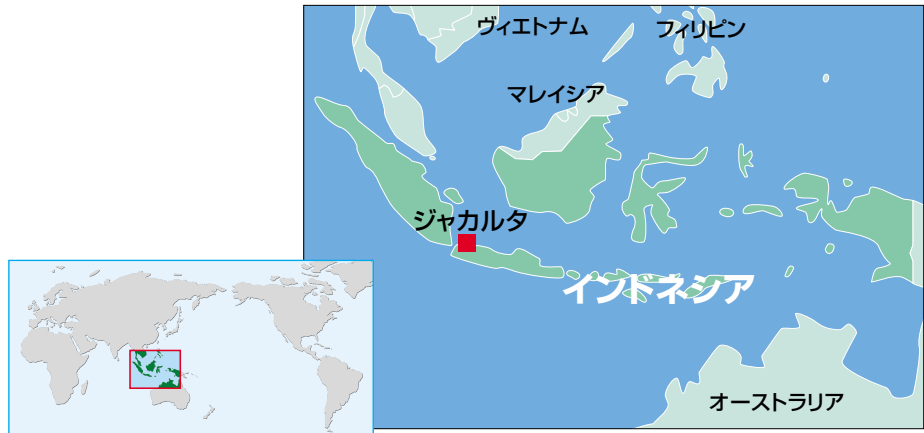 ヴィエトナム
フィリピン
マレイシア
ジャカルタ
インドネシア
オーストラリア